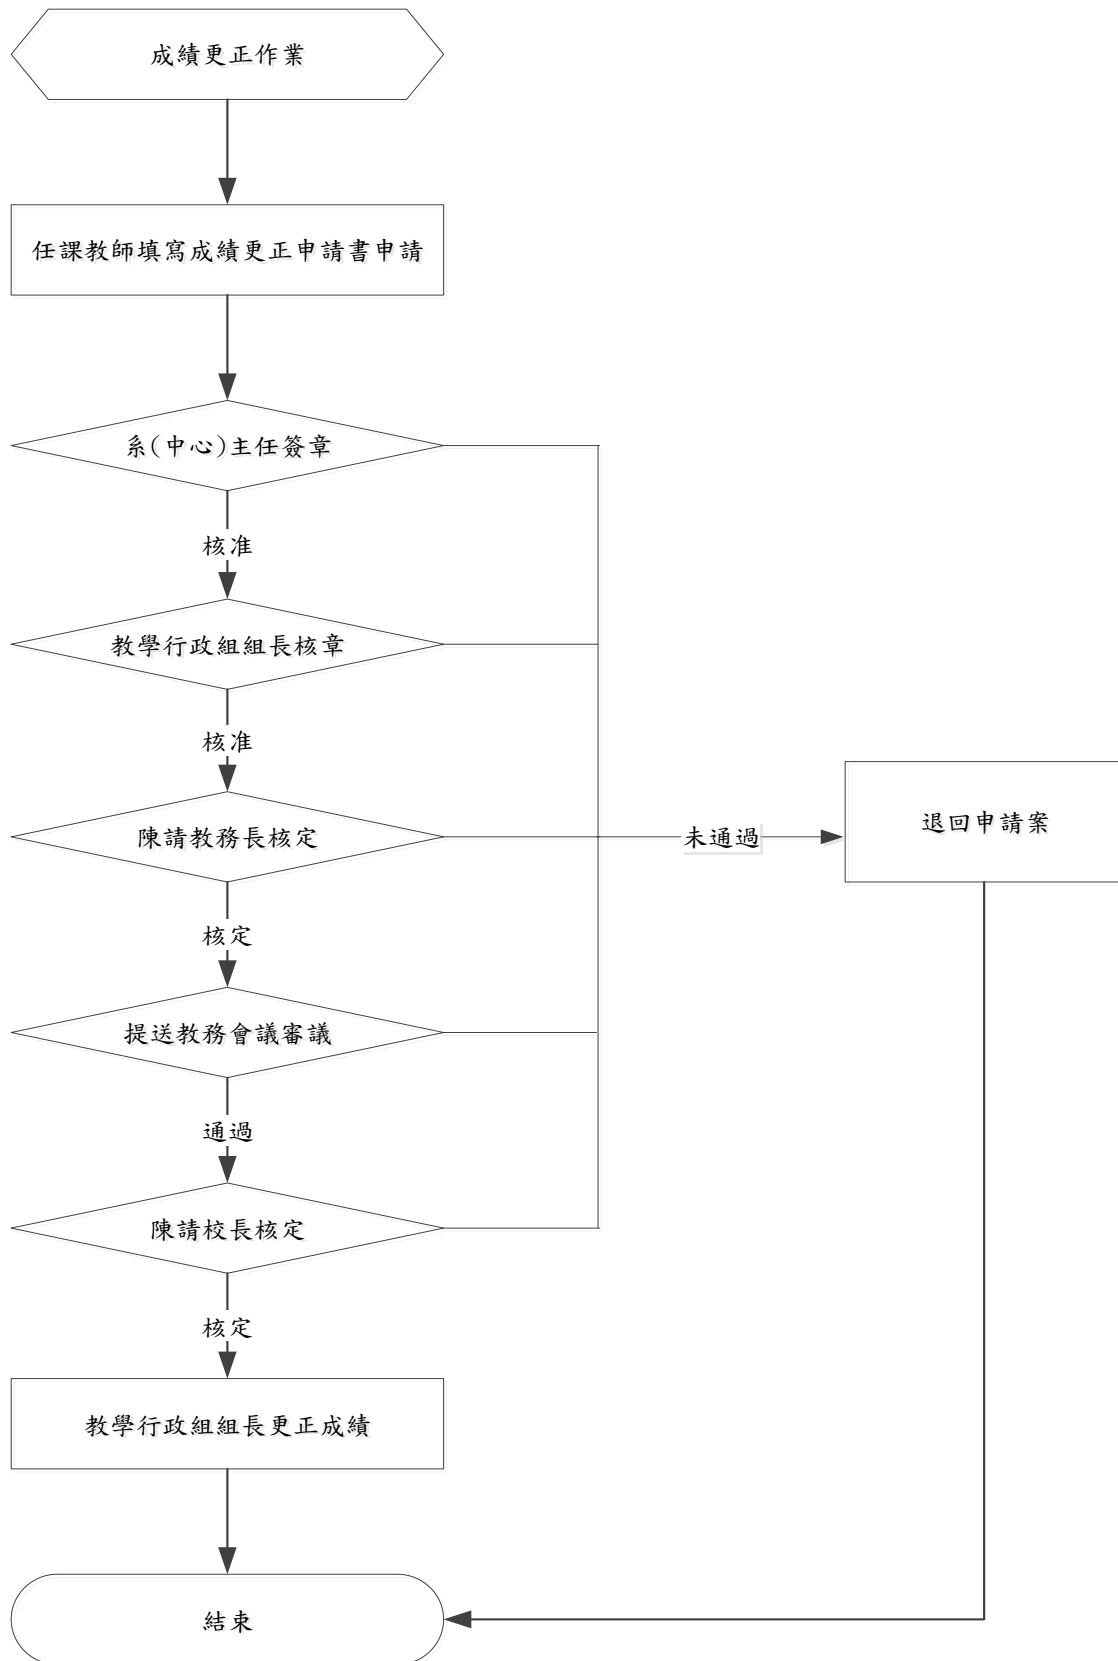 成績更正作業
任課教師填寫成績更正申請書申請
系(中心)主任簽章
核准
教學行政組組長核章
核准
陳請教務長核定
未通過
退回申請案
核定
提送教務會議審議
通過
陳請校長核定
核定
教學行政組組長更正成績
結束